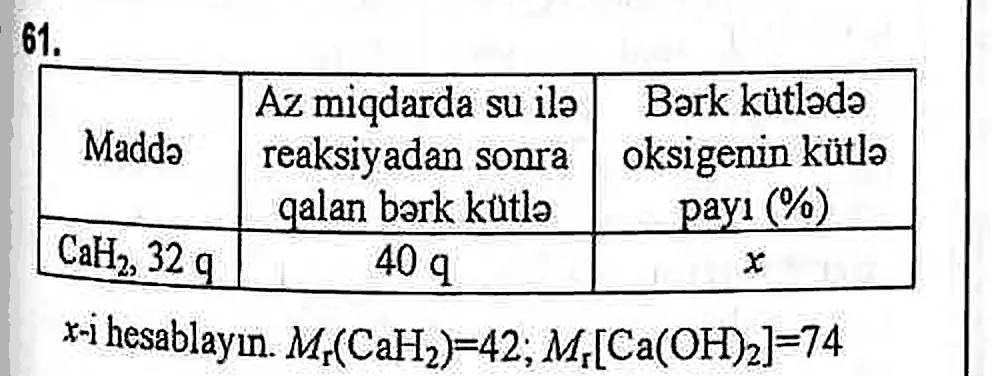 61.
Maddə
Az miqdarda su ilə
reaksiyadan sonra
qalan bərk kütlə
Bərk kütlədə
oksigenin kütlə
payı (%)
CaH₂, 32 q
40 q
x
x-i hesablayın. Mᵣ(CaH₂)=42; Mᵣ[Ca(OH)₂]=74